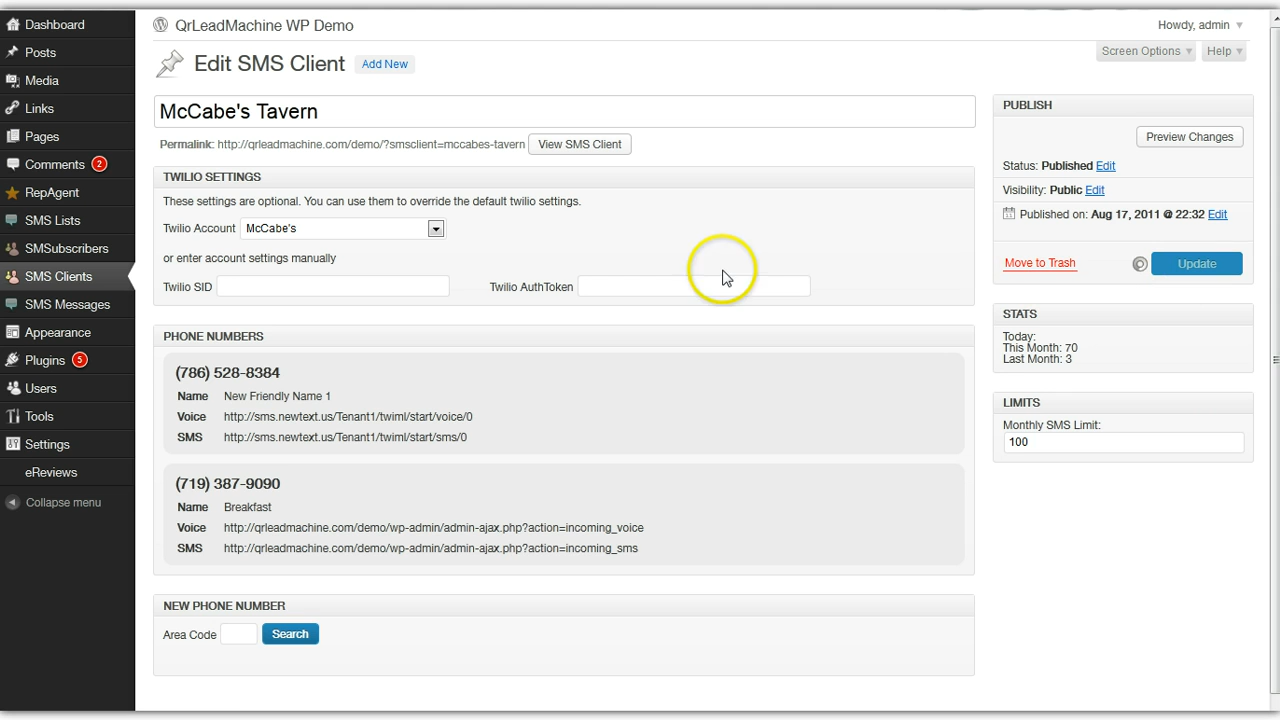 Dashboard
Posts
Media
Links
Pages
Comments 2
RepAgent
SMS Lists
SMSubscribers
SMS Clients
SMS Messages
Appearance
Plugins 5
Users
Tools
Settings
eReviews
Collapse menu
QrLeadMachine WP Demo
Howdy, admin
Screen Options
Help
Edit SMS Client Add New
McCabe's Tavern
Permalink: http://qrleadmachine.com/demo/?smsclient=mccabes-tavern View SMS Client
TWILIO SETTINGS
These settings are optional. You can use them to override the default twilio settings.
Twilio Account McCabe's
or enter account settings manually
Twilio SID Twilio AuthToken
PHONE NUMBERS
(786) 528-8384
Name New Friendly Name 1
Voice http://sms.newtext.us/Tenant1/twiml/start/voice/0
SMS http://sms.newtext.us/Tenant1/twiml/start/sms/0
(719) 387-9090
Name Breakfast
Voice http://qrleadmachine.com/demo/wp-admin/admin-ajax.php?action=incoming_voice
SMS http://qrleadmachine.com/demo/wp-admin/admin-ajax.php?action=incoming_sms
NEW PHONE NUMBER
Area Code Search
PUBLISH
Preview Changes
Status: Published Edit
Visibility: Public Edit
Published on: Aug 17, 2011 @ 22:32 Edit
Move to Trash Update
STATS
Today:
This Month: 70
Last Month: 3
LIMITS
Monthly SMS Limit:
100